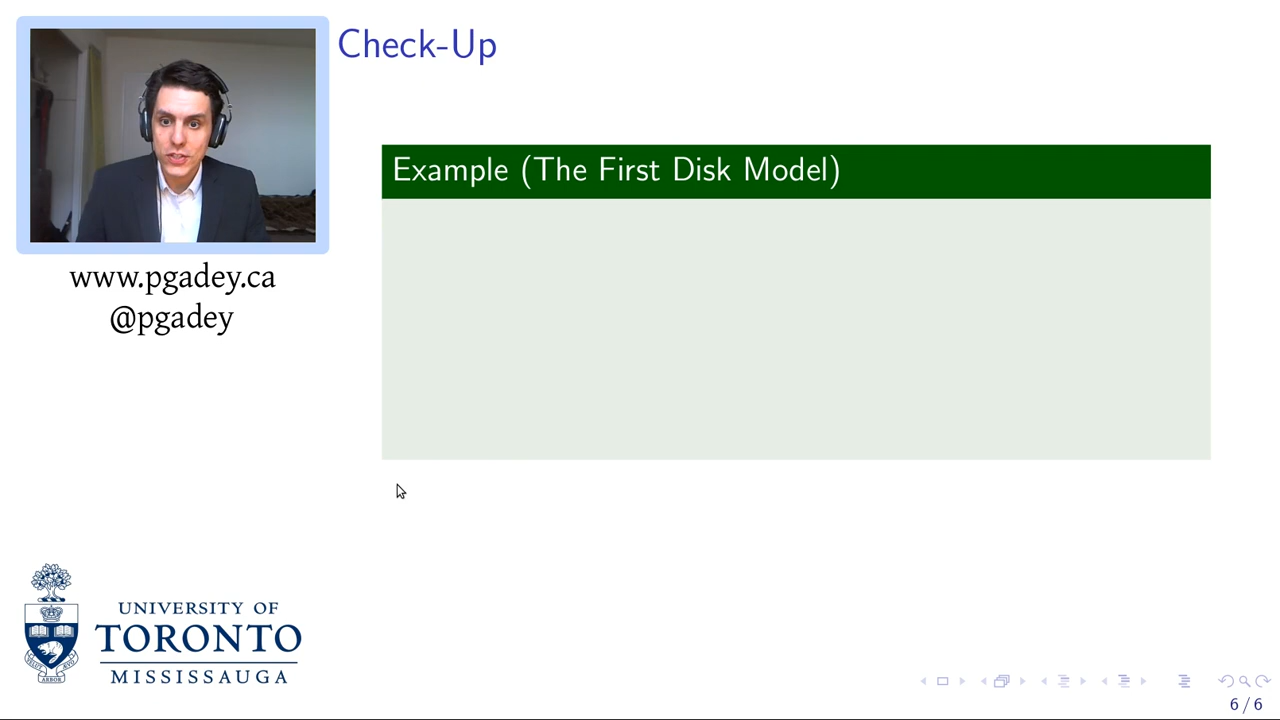 Check-Up
Example (The First Disk Model)
www.pgadey.ca
@pgadey
UNIVERSITY OF
TORONTO
MISSISSAUGA
6 / 6